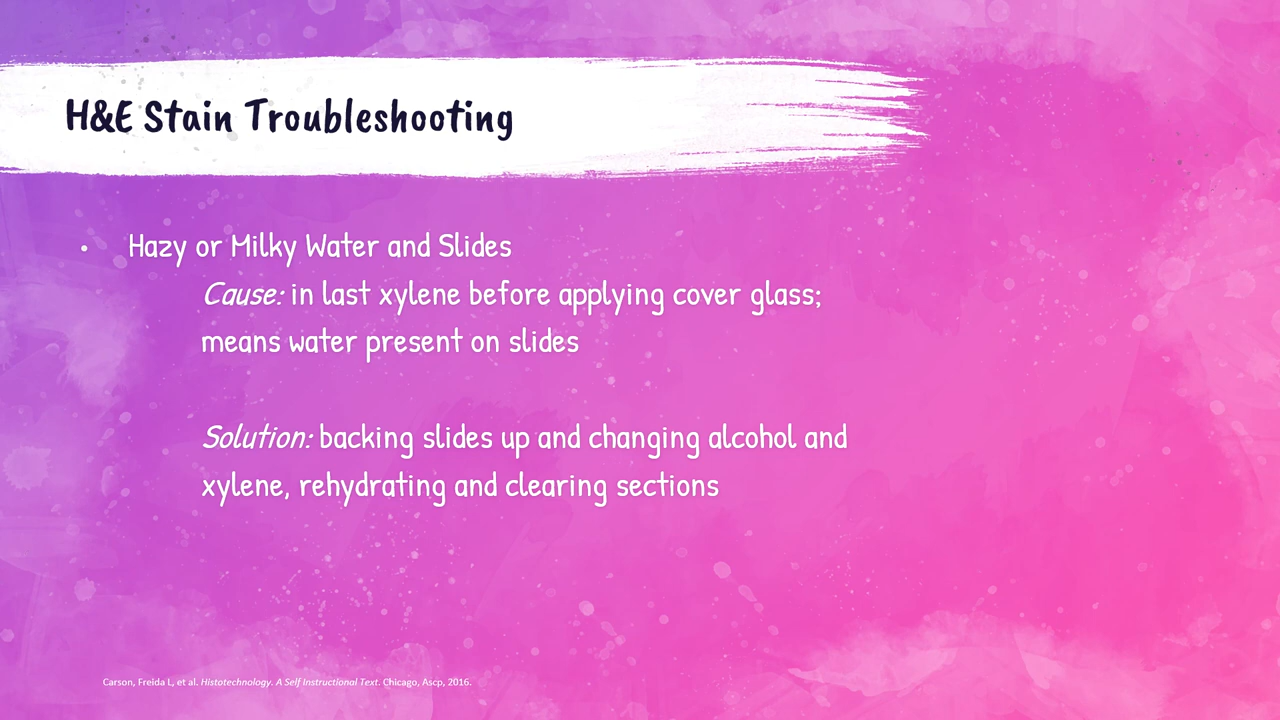 H&E Stain Troubleshooting
• Hazy or Milky Water and Slides
Cause: in last xylene before applying cover glass;
means water present on slides
Solution: backing slides up and changing alcohol and
xylene, rehydrating and clearing sections
Carson, Freida L, et al. Histotechnology. A Self Instructional Text. Chicago, Ascp, 2016.